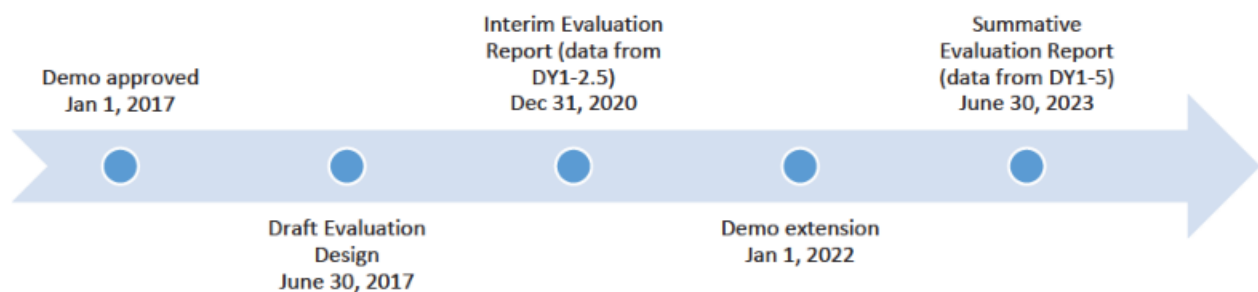 Demo approved
Jan 1, 2017
Draft Evaluation
Design
June 30, 2017
Interim Evaluation
Report (data from
DY1-2.5)
Dec 31, 2020
Demo extension
Jan 1, 2022
Summative
Evaluation Report
(data from DY1-5)
June 30, 2023